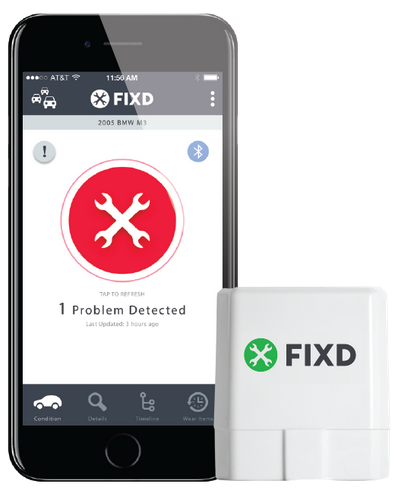 AT&T 11:56 AM
FIXD
2005 BMW M3
!
TAP TO REFRESH
1 Problem Detected
Last Updated: 3 hours ago
Condition Details Timeline Wear Items
FIXD